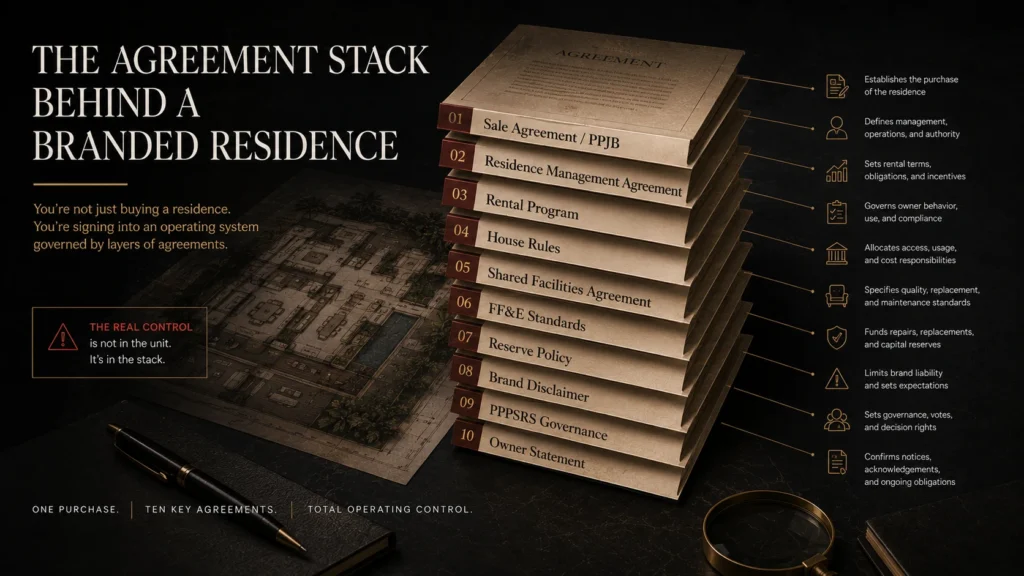 THE AGREEMENT STACK
BEHIND A
BRANDED RESIDENCE
You're not just buying a residence.
You're signing into an operating system
governed by layers of agreements.
THE REAL CONTROL
is not in the unit.
It's in the stack.
ONE PURCHASE.
TEN KEY AGREEMENTS.
TOTAL OPERATING CONTROL.
AGREEMENT
01 Sale Agreement / PPJB
02 Residence Management Agreement
03 Rental Program
04 House Rules
05 Shared Facilities Agreement
06 FF&E Standards
07 Reserve Policy
08 Brand Disclaimer
09 PPPSRS Governance
10 Owner Statement
Establishes the purchase
of the residence
Defines management,
operations, and authority
Sets rental terms,
obligations, and incentives
Governs owner behavior,
use, and compliance
Allocates access, usage,
and cost responsibilities
Specifies quality, replacement,
and maintenance standards
Funds repairs, replacements,
and capital reserves
Limits brand liability
and sets expectations
Sets governance, votes,
and decision rights
Confirms notices,
acknowledgements,
and ongoing obligations